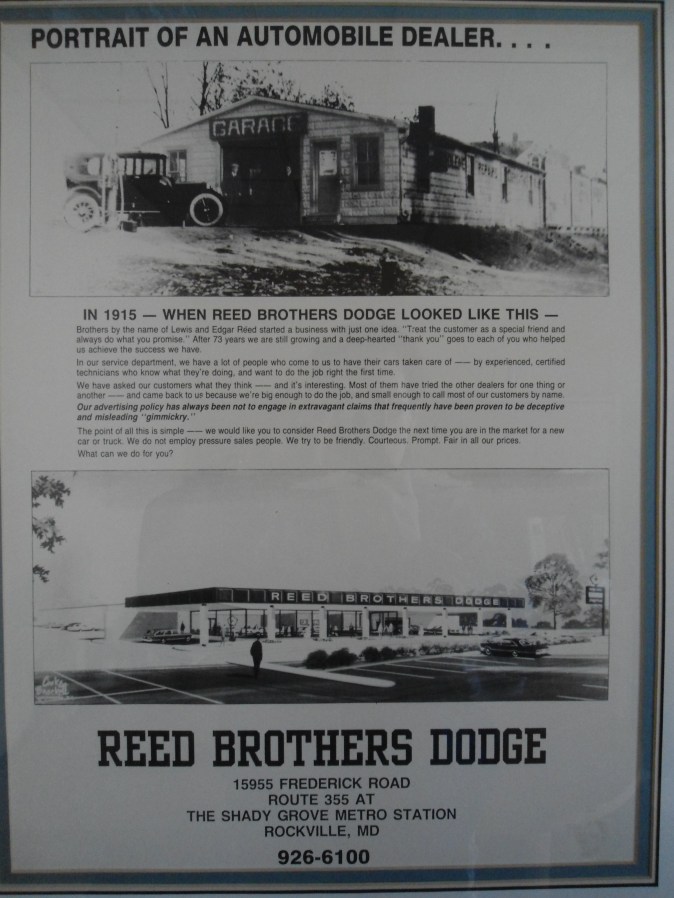 PORTRAIT OF AN AUTOMOBILE DEALER. . . .
GARAGE
IN 1915 — WHEN REED BROTHERS DODGE LOOKED LIKE THIS —
Brothers by the name of Lewis and Edgar Reed started a business with just one idea. "Treat the customer as a special friend and
always do what you promise." After 73 years we are still growing and a deep-hearted "thank you" goes to each of you who helped
us achieve the success we have.
In our service department, we have a lot of people who come to us to have their cars taken care of —— by experienced, certified
technicians who know what they're doing, and want to do the job right the first time.
We have asked our customers what they think —— and it's interesting. Most of them have tried the other dealers for one thing or
another —— and came back to us because we're big enough to do the job, and small enough to call most of our customers by name.
Our advertising policy has always been not to engage in extravagant claims that frequently have been proven to be deceptive
and misleading "gimmickry."
The point of all this is simple —— we would like you to consider Reed Brothers Dodge the next time you are in the market for a new
car or truck. We do not employ pressure sales people. We try to be friendly. Courteous. Prompt. Fair in all our prices.
What can we do for you?
REED BROTHERS DODGE
REED BROTHERS DODGE
15955 FREDERICK ROAD
ROUTE 355 AT
THE SHADY GROVE METRO STATION
ROCKVILLE, MD
926-6100